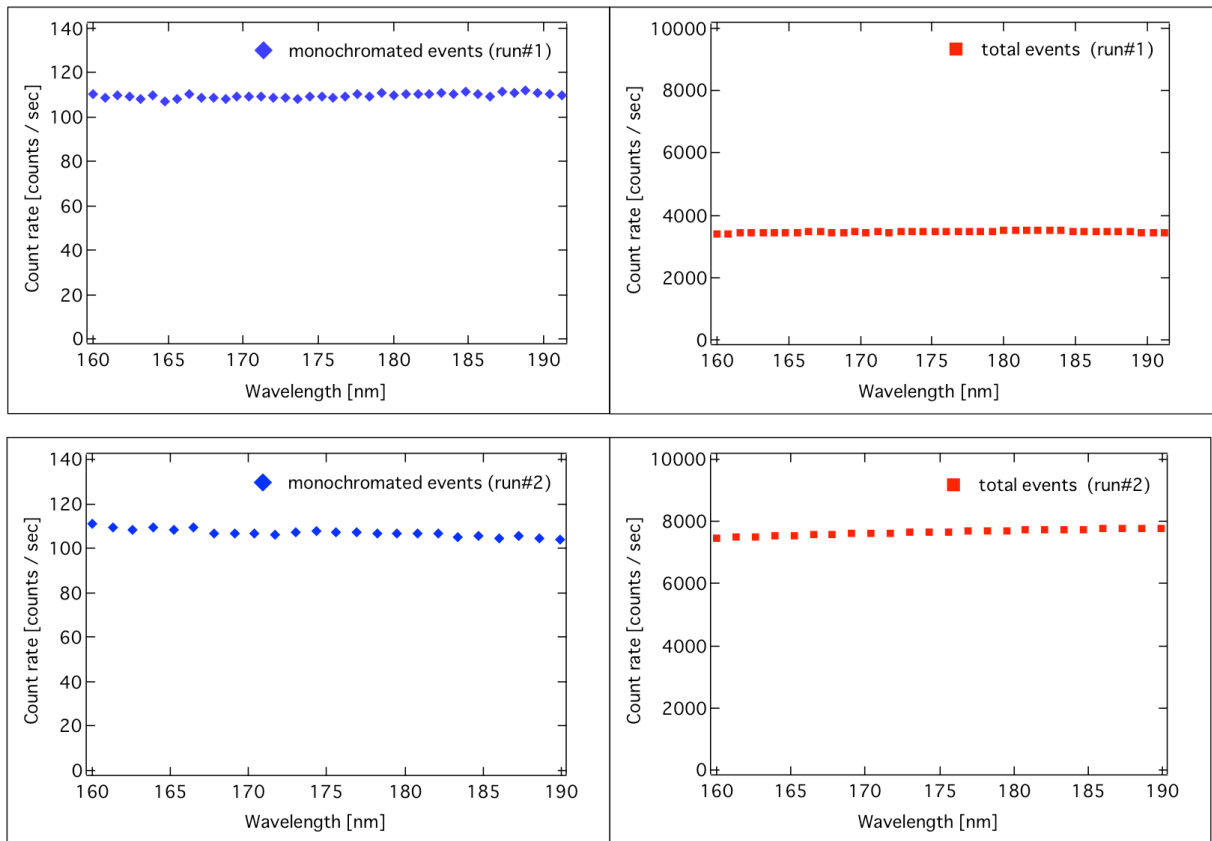 140
120
100
80
60
40
20
0
Count rate [counts / sec]
monochromated events (run#1)
160 165 170 175 180 185 190
Wavelength [nm]
10000
8000
6000
4000
2000
0
Count rate [counts / sec]
total events (run#1)
160 165 170 175 180 185 190
Wavelength [nm]
140
120
100
80
60
40
20
0
Count rate [counts / sec]
monochromated events (run#2)
160 165 170 175 180 185 190
Wavelength [nm]
10000
8000
6000
4000
2000
0
Count rate [counts / sec]
total events (run#2)
160 165 170 175 180 185 190
Wavelength [nm]